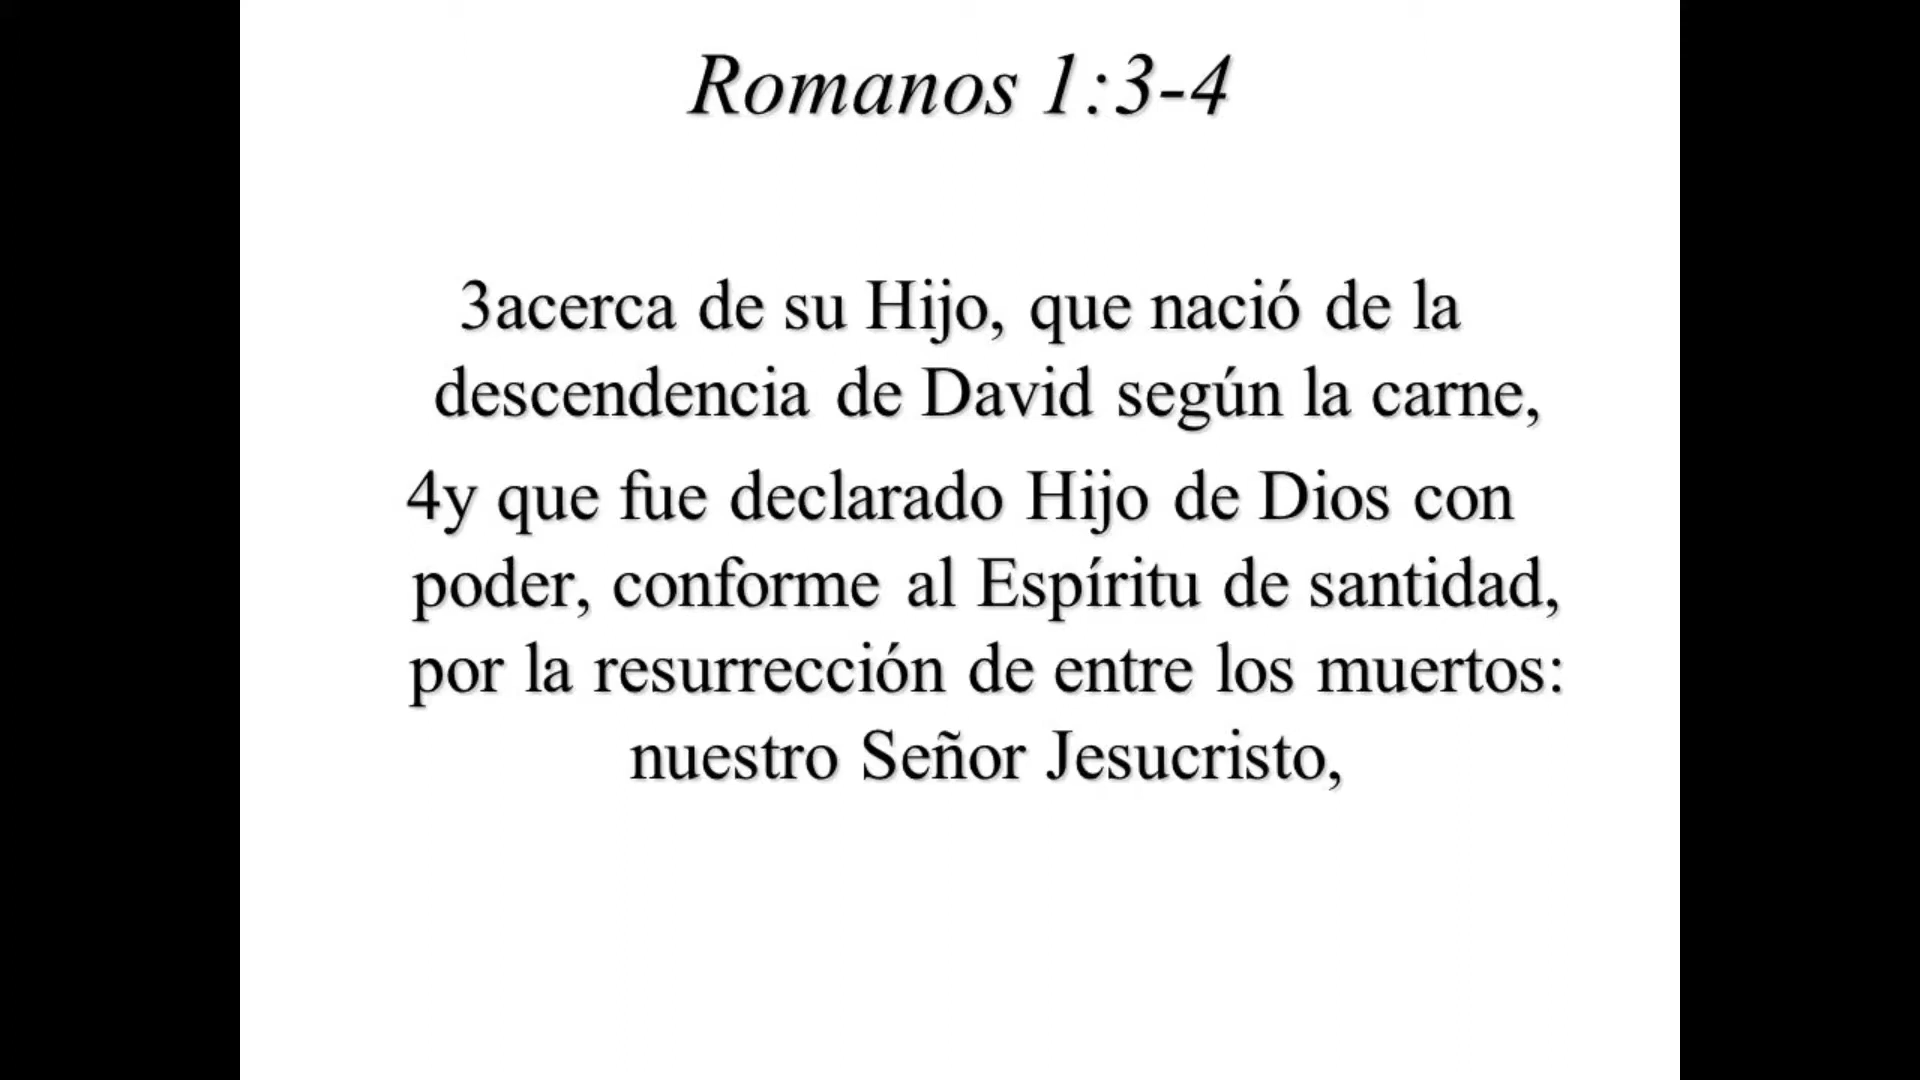 Romanos 1:3-4
3acerca de su Hijo, que nació de la
descendencia de David según la carne,
4y que fue declarado Hijo de Dios con
poder, conforme al Espíritu de santidad,
por la resurrección de entre los muertos:
nuestro Señor Jesucristo,